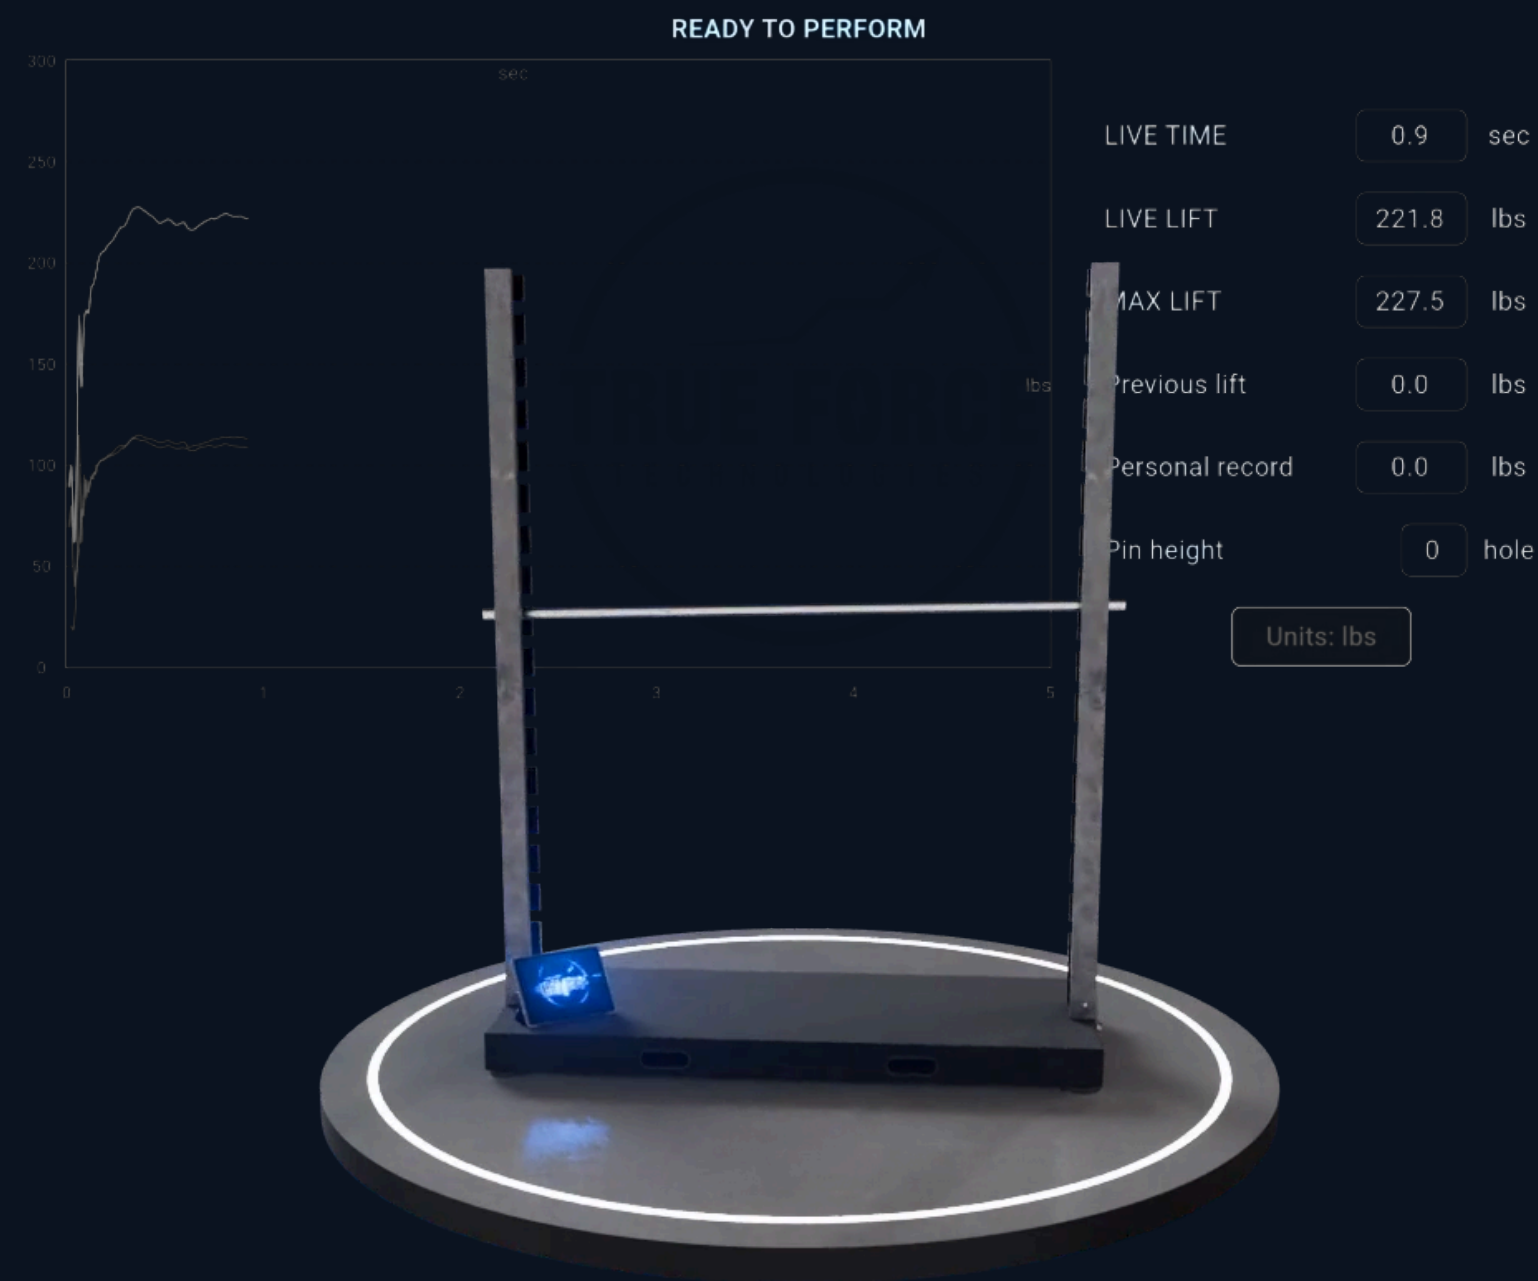 READY TO PERFORM
sec
300
250
200
150
100
50
0
0 1 2 3 4 5
lbs
TRUE FORCE
LIVE TIME 0.9 sec
LIVE LIFT 221.8 lbs
MAX LIFT 227.5 lbs
Previous lift 0.0 lbs
Personal record 0.0 lbs
Pin height 0 hole
Units: lbs